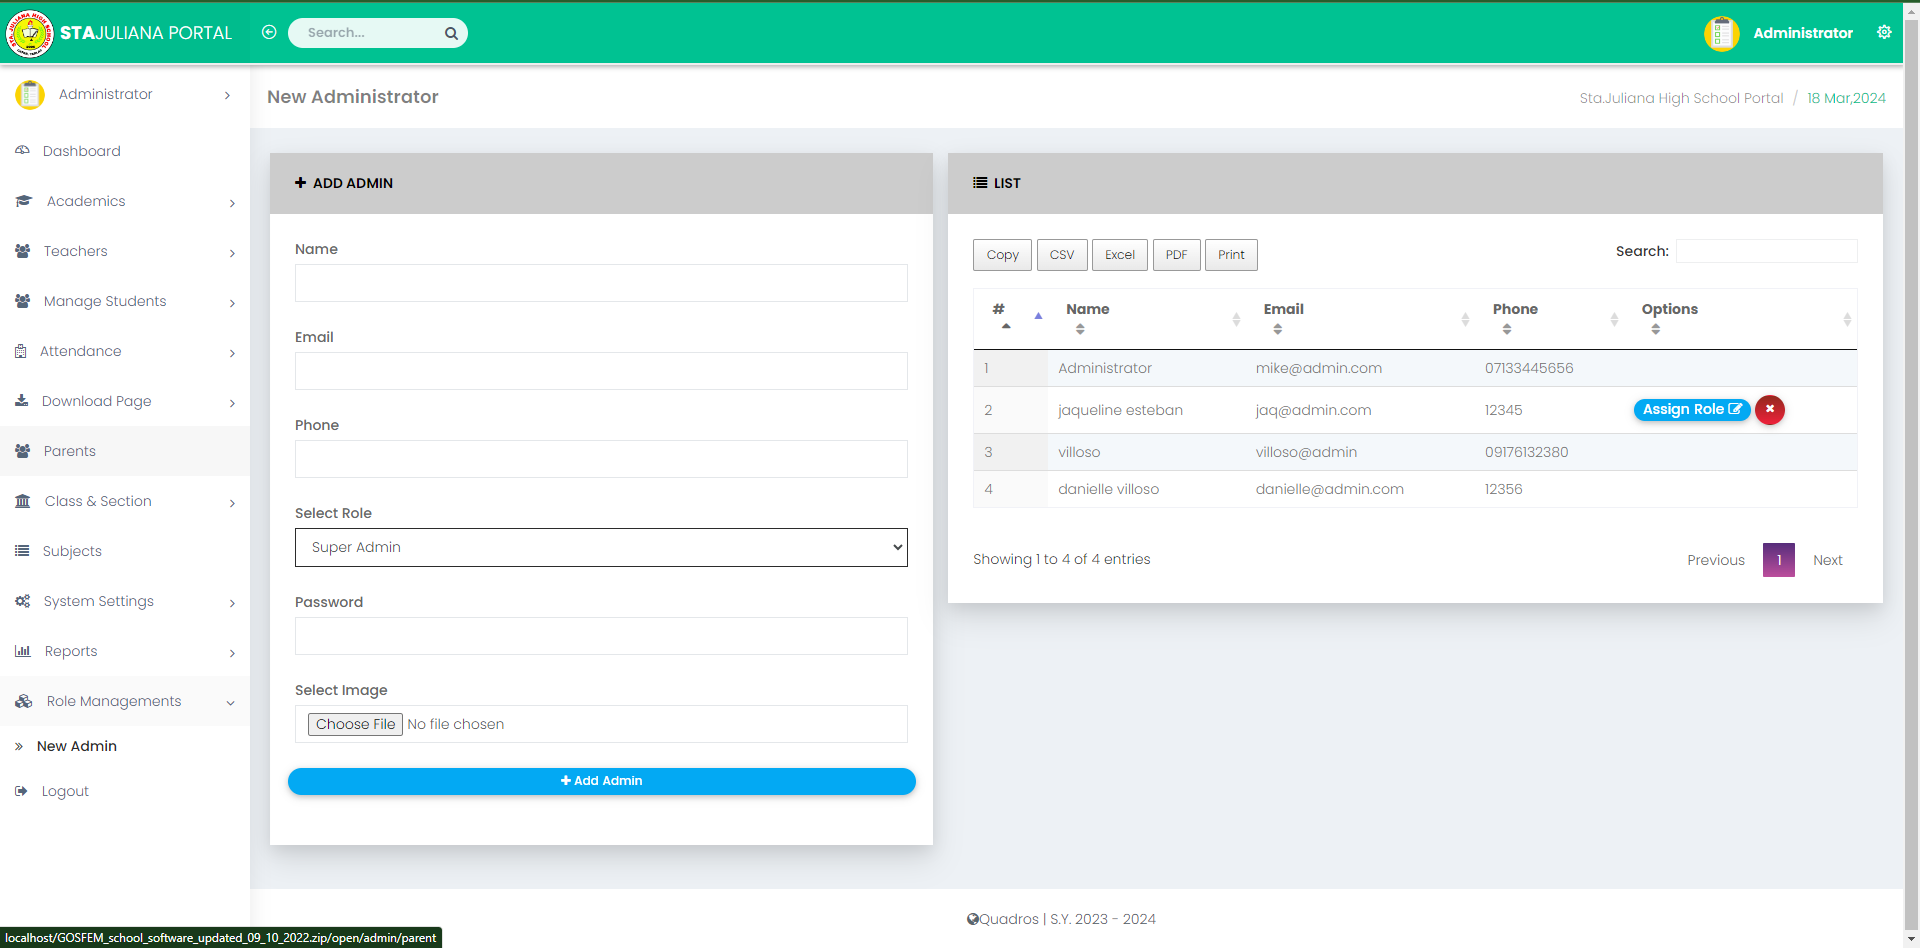 STAJULIANA PORTAL
Search...
Administrator
Administrator
New Administrator
Sta.Juliana High School Portal / 18 Mar,2024
Dashboard
Academics
Teachers
Manage Students
Attendance
Download Page
Parents
Class & Section
Subjects
System Settings
Reports
Role Managements
New Admin
Logout
ADD ADMIN
Name
Email
Phone
Select Role
Super Admin
Password
Select Image
Choose File No file chosen
Add Admin
LIST
Copy CSV Excel PDF Print Search:
# Name Email Phone Options
1 Administrator mike@admin.com 07133445656
2 jaqueline esteban jaq@admin.com 12345 Assign Role
3 villoso villoso@admin 09176132380
4 danielle villoso danielle@admin.com 12356
Showing 1 to 4 of 4 entries Previous 1 Next
Quadros | S.Y. 2023 - 2024
localhost/GOSFEM_school_software_updated_09_10_2022.zip/open/admin/parent